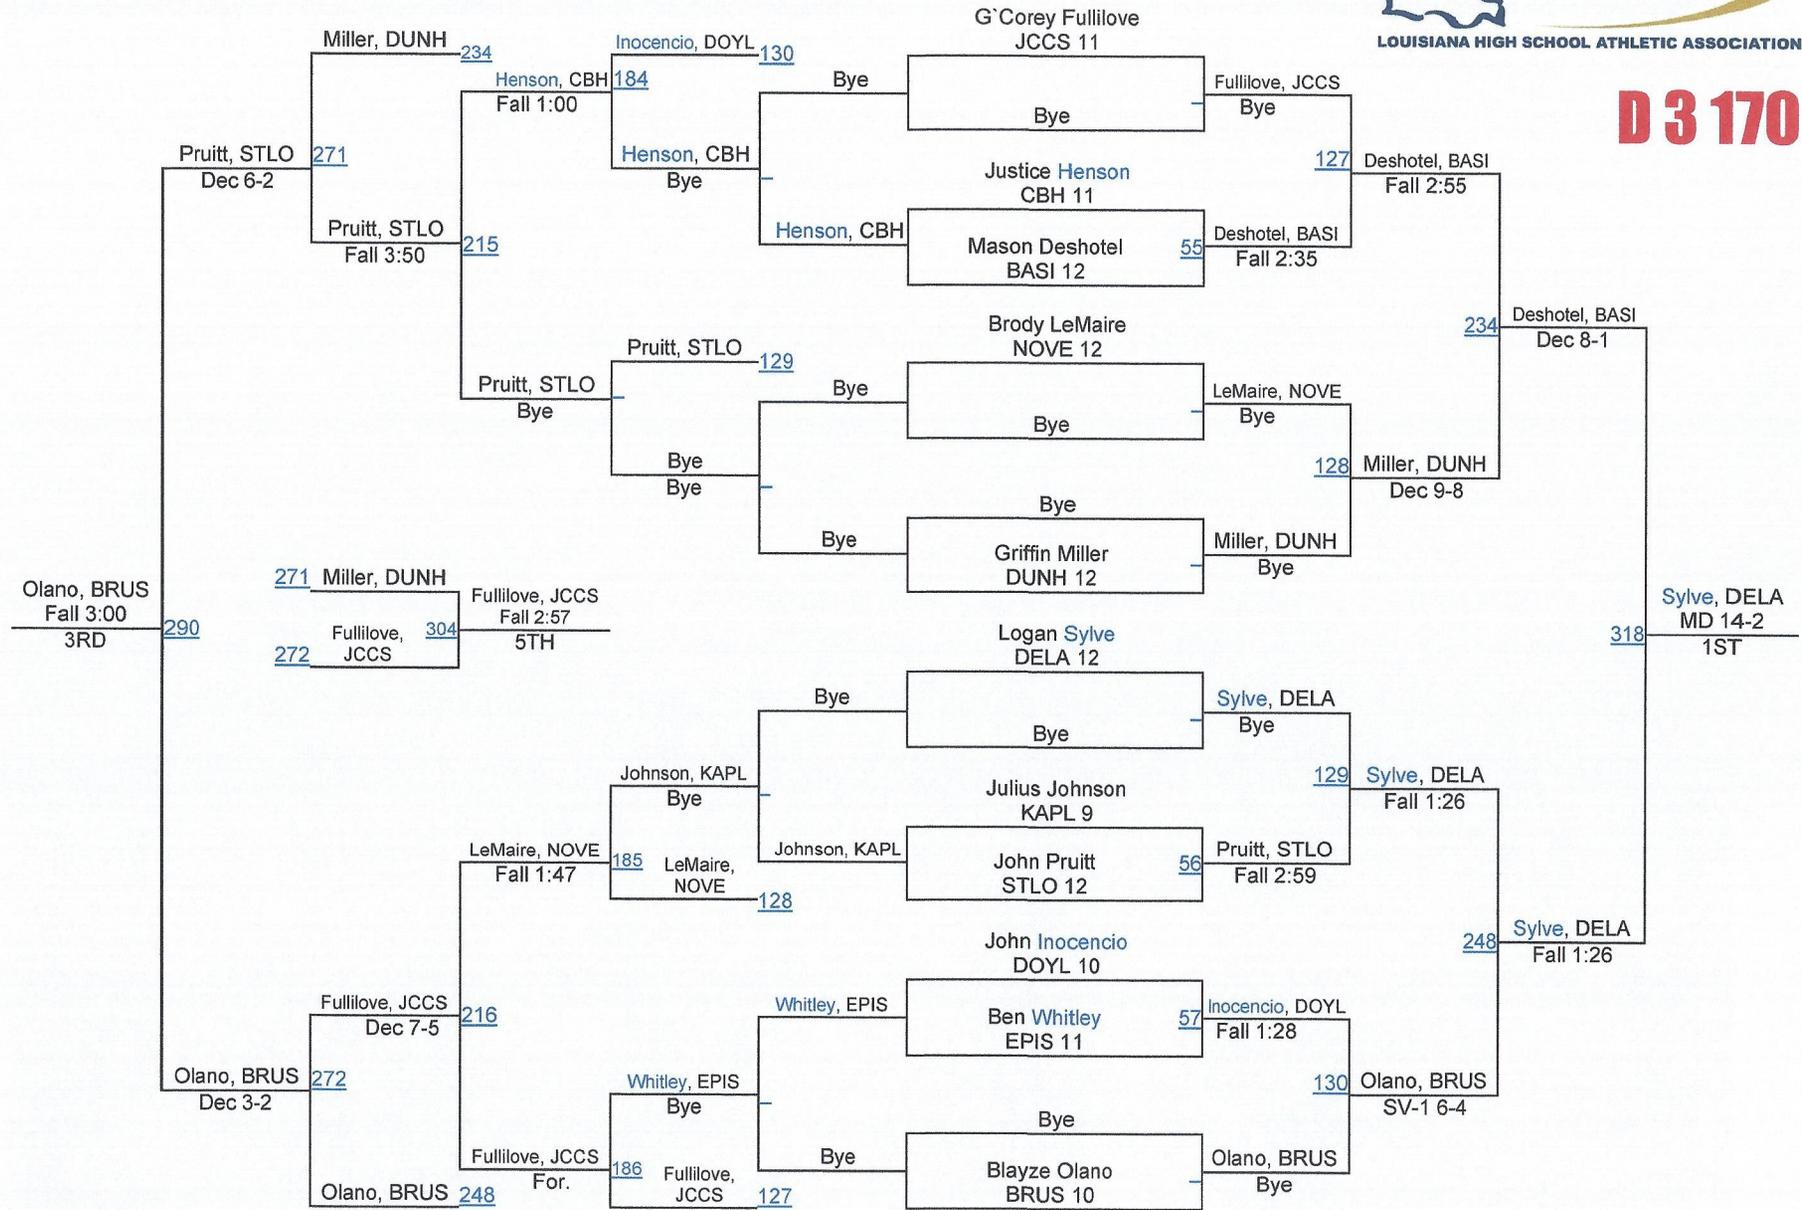 LOUISIANA HIGH SCHOOL ATHLETIC ASSOCIATION
D 3 170
Miller, DUNH
234
Pruitt, STLO
Dec 6-2
271
Pruitt, STLO
Fall 3:50
215
Henson, CBH
Fall 1:00
184
Inocencio, DOYL
130
Henson, CBH
Bye
Bye
Henson, CBH
Pruitt, STLO
Bye
Pruitt, STLO
129
Bye
Bye
Bye
Bye
G`Corey Fullilove
JCCS 11
Bye
Fullilove, JCCS
Bye
Justice Henson
CBH 11
Mason Deshotel
BASI 12
55
Deshotel, BASI
Fall 2:35
127
Deshotel, BASI
Fall 2:55
Brody LeMaire
NOVE 12
Bye
LeMaire, NOVE
Bye
Bye
Griffin Miller
DUNH 12
Miller, DUNH
Bye
128
Miller, DUNH
Dec 9-8
234
Deshotel, BASI
Dec 8-1
Olano, BRUS
Fall 3:00
3RD
290
271
Miller, DUNH
272
Fullilove,
JCCS
304
Fullilove, JCCS
Fall 2:57
5TH
318
Sylve, DELA
MD 14-2
1ST
Logan Sylve
DELA 12
Bye
Sylve, DELA
Bye
Julius Johnson
KAPL 9
John Pruitt
STLO 12
56
Pruitt, STLO
Fall 2:59
129
Sylve, DELA
Fall 1:26
John Inocencio
DOYL 10
Ben Whitley
EPIS 11
57
Inocencio, DOYL
Fall 1:28
Bye
Blayze Olano
BRUS 10
Olano, BRUS
Bye
130
Olano, BRUS
SV-1 6-4
248
Sylve, DELA
Fall 1:26
Bye
Johnson, KAPL
Bye
Johnson, KAPL
LeMaire, NOVE
Fall 1:47
185
LeMaire,
NOVE
128
Whitley, EPIS
Whitley, EPIS
Bye
Bye
Fullilove, JCCS
Dec 7-5
216
Fullilove, JCCS
For.
186
Fullilove,
JCCS
127
Olano, BRUS
Dec 3-2
272
Olano, BRUS
248